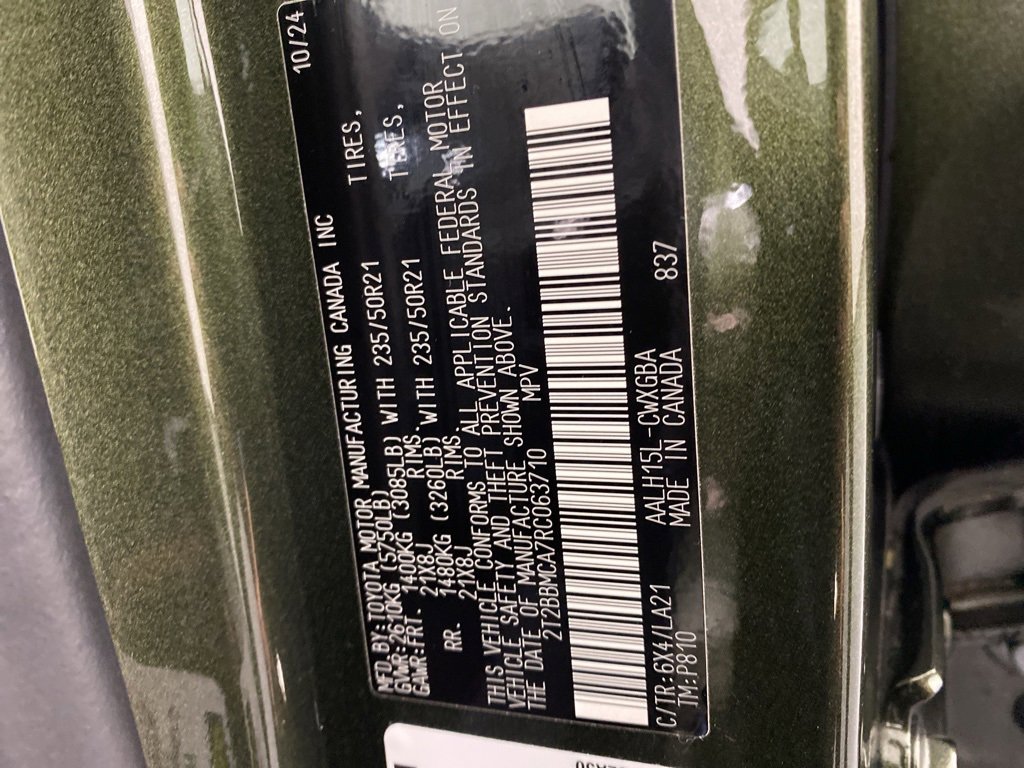 MFD.BY:TOYOTA MOTOR MANUFACTURING CANADA INC 10/24
GVWR:2610KG (5750LB)
GAWR:FRT. 1400KG (3085LB) WITH 235/50R21 TIRES,
21X8J RIMS.
RR. 1480KG (3260LB) WITH 235/50R21 TIRES,
21X8J RIMS.
THIS VEHICLE CONFORMS TO ALL APPLICABLE FEDERAL MOTOR
VEHICLE SAFETY AND THEFT PREVENTION STANDARDS IN EFFECT ON
THE DATE OF MANUFACTURE SHOWN ABOVE.
2T2BBMCA7RC063710 MPV
C/TR:6X4/LA21 AALH15L-CWXGBA 837
TM:P810 MADE IN CANADA